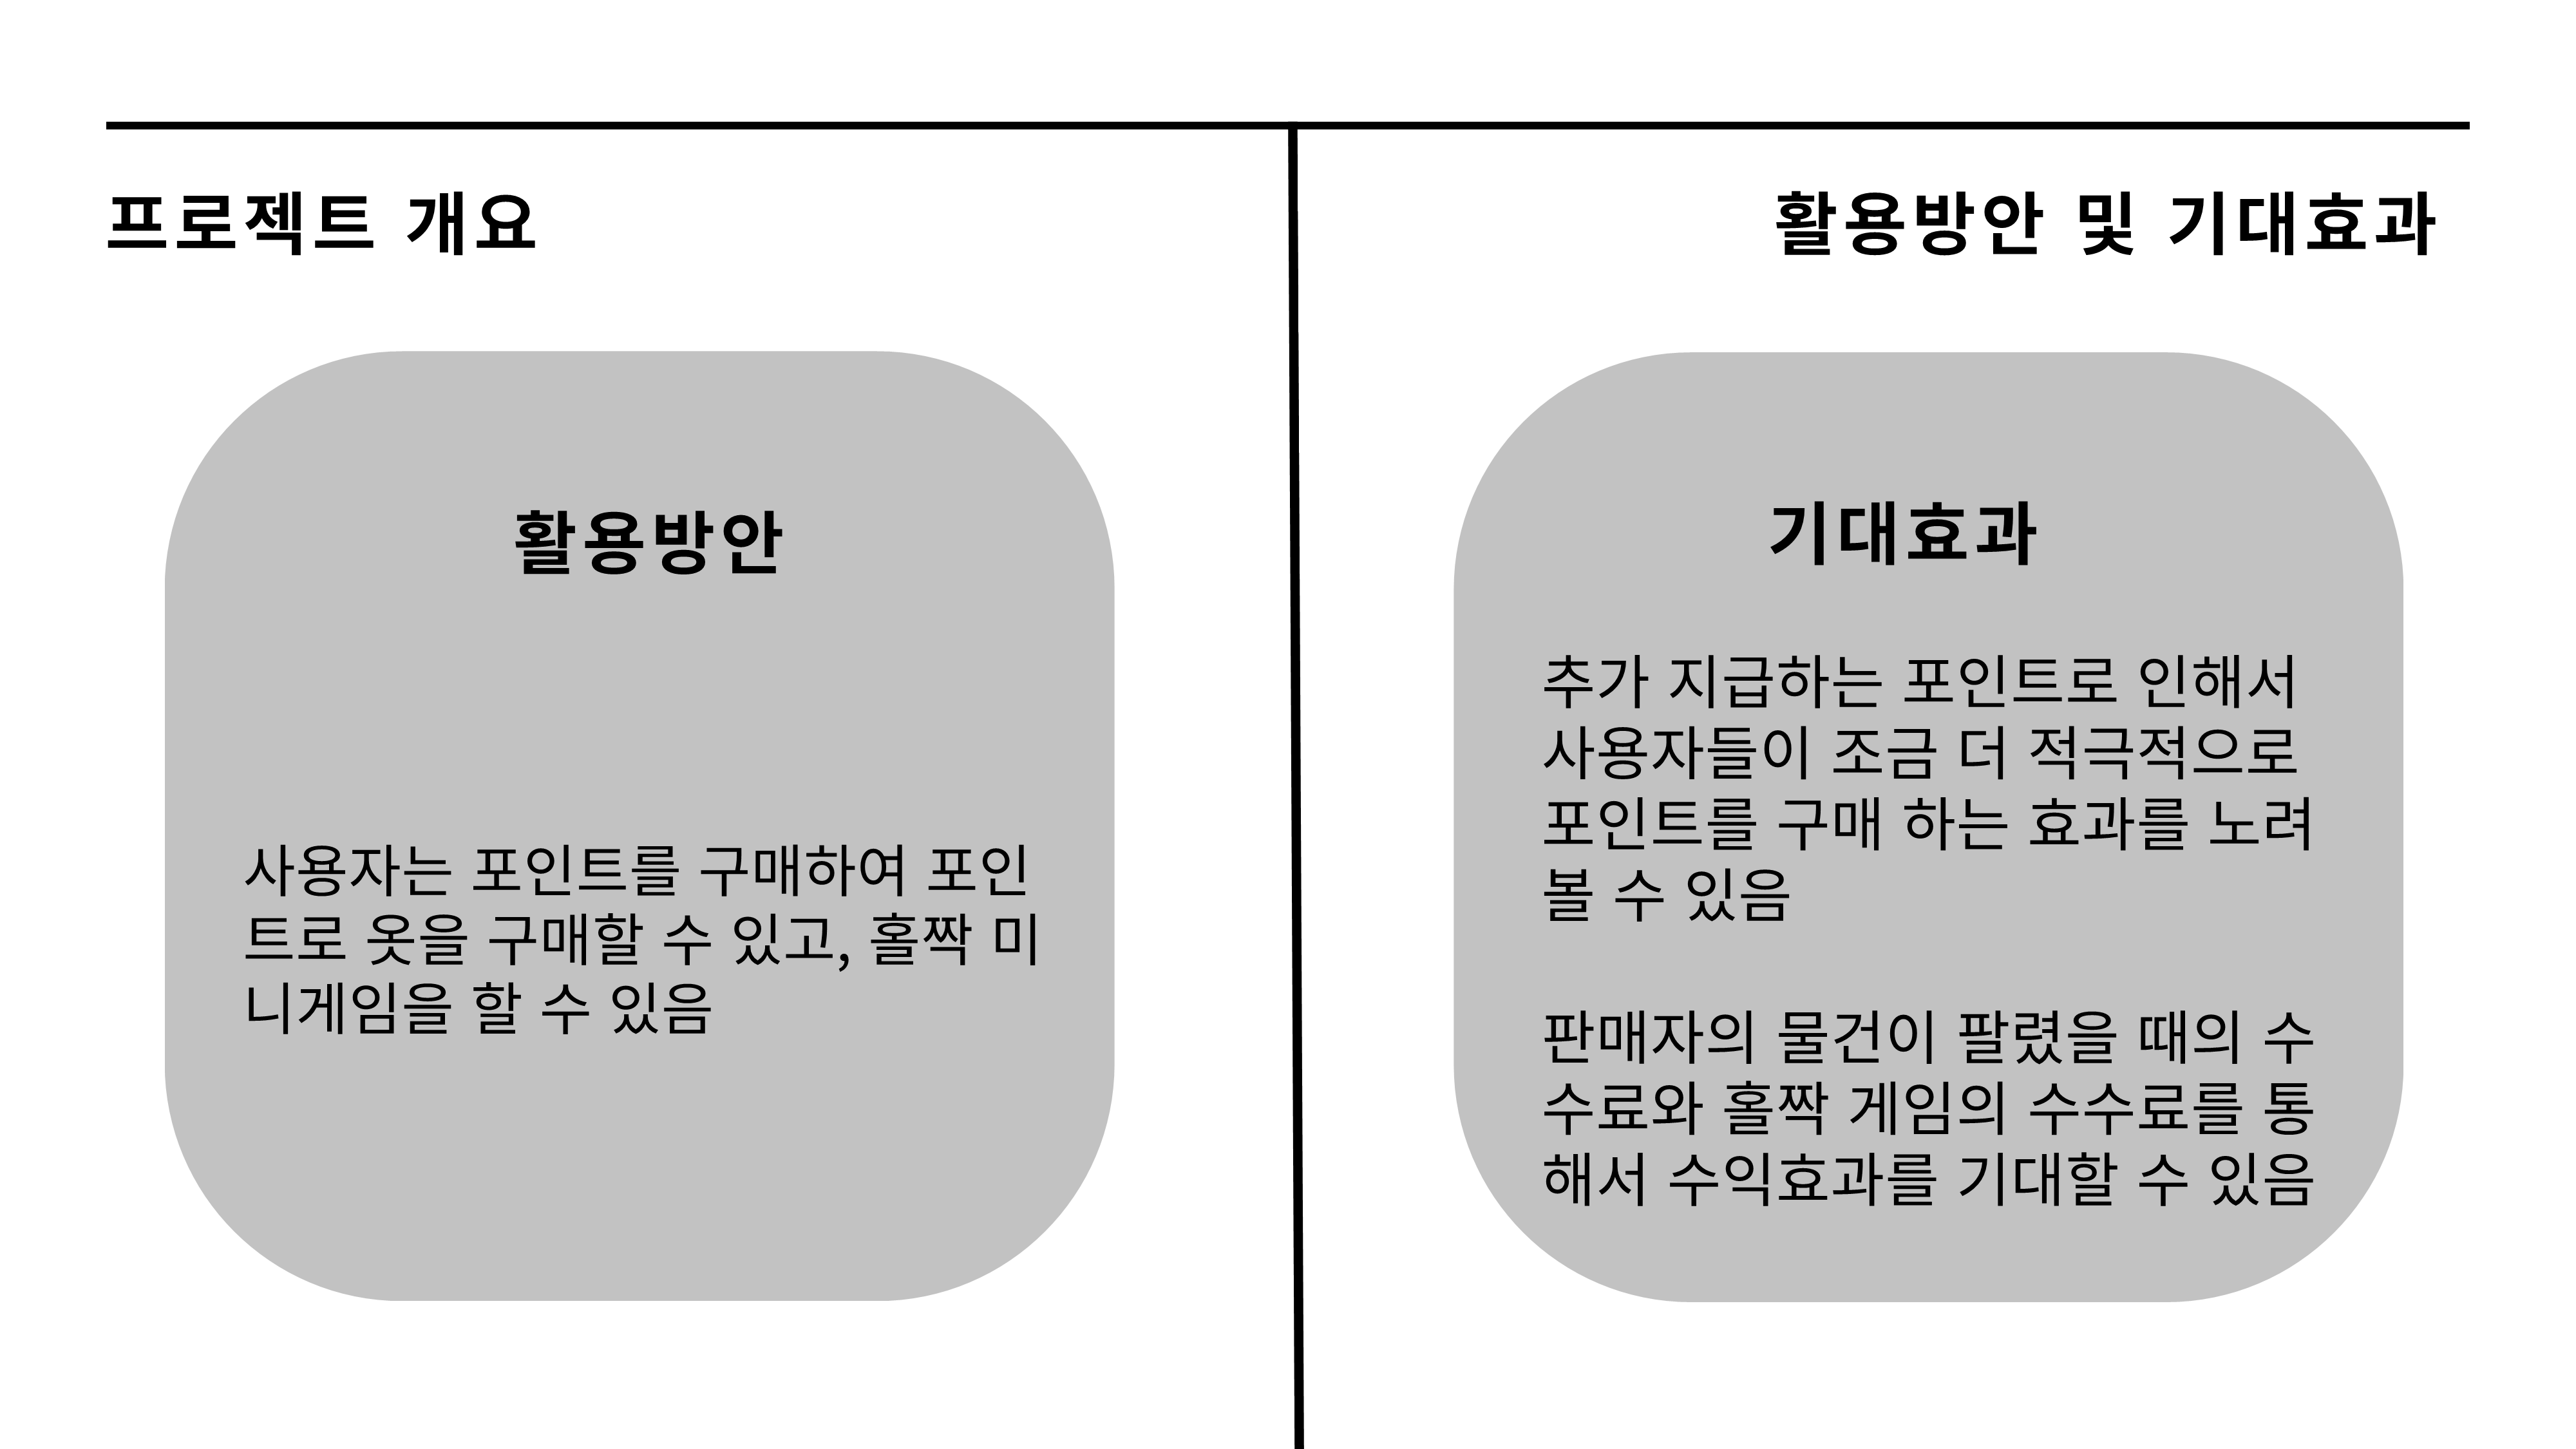 프로젝트 개요
활용방안 및 기대효과
활용방안
사용자는 포인트를 구매하여 포인
트로 옷을 구매할 수 있고, 홀짝 미
니게임을 할 수 있음
기대효과
추가 지급하는 포인트로 인해서
사용자들이 조금 더 적극적으로
포인트를 구매 하는 효과를 노려
볼 수 있음
판매자의 물건이 팔렸을 때의 수
수료와 홀짝 게임의 수수료를 통
해서 수익효과를 기대할 수 있음